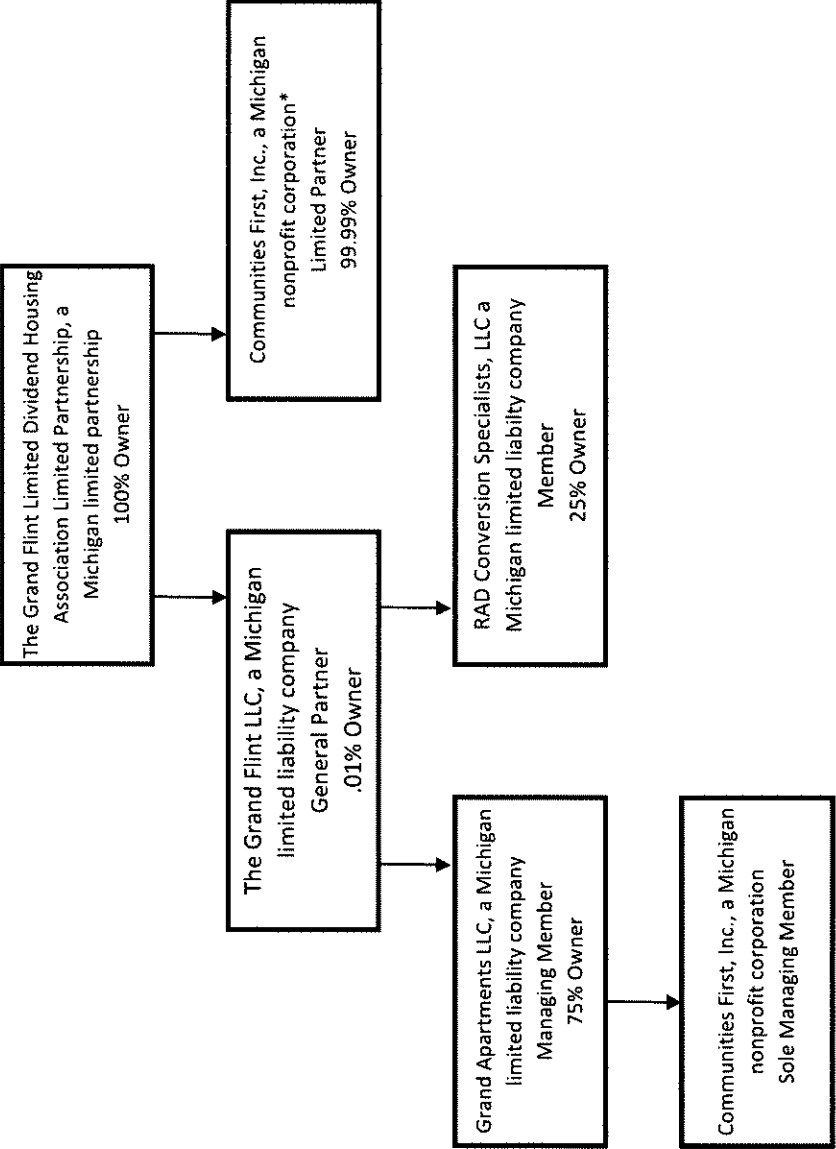 The Grand Flint Limited Dividend Housing
Association Limited Partnership, a
Michigan limited partnership
100% Owner
The Grand Flint LLC, a Michigan
limited liability company
General Partner
.01% Owner
Communities First, Inc., a Michigan
nonprofit corporation*
Limited Partner
99.99% Owner
Grand Apartments LLC, a Michigan
limited liability company
Managing Member
75% Owner
RAD Conversion Specialists, LLC a
Michigan limited liabilty company
Member
25% Owner
Communities First, Inc., a Michigan
nonprofit corporation
Sole Managing Member